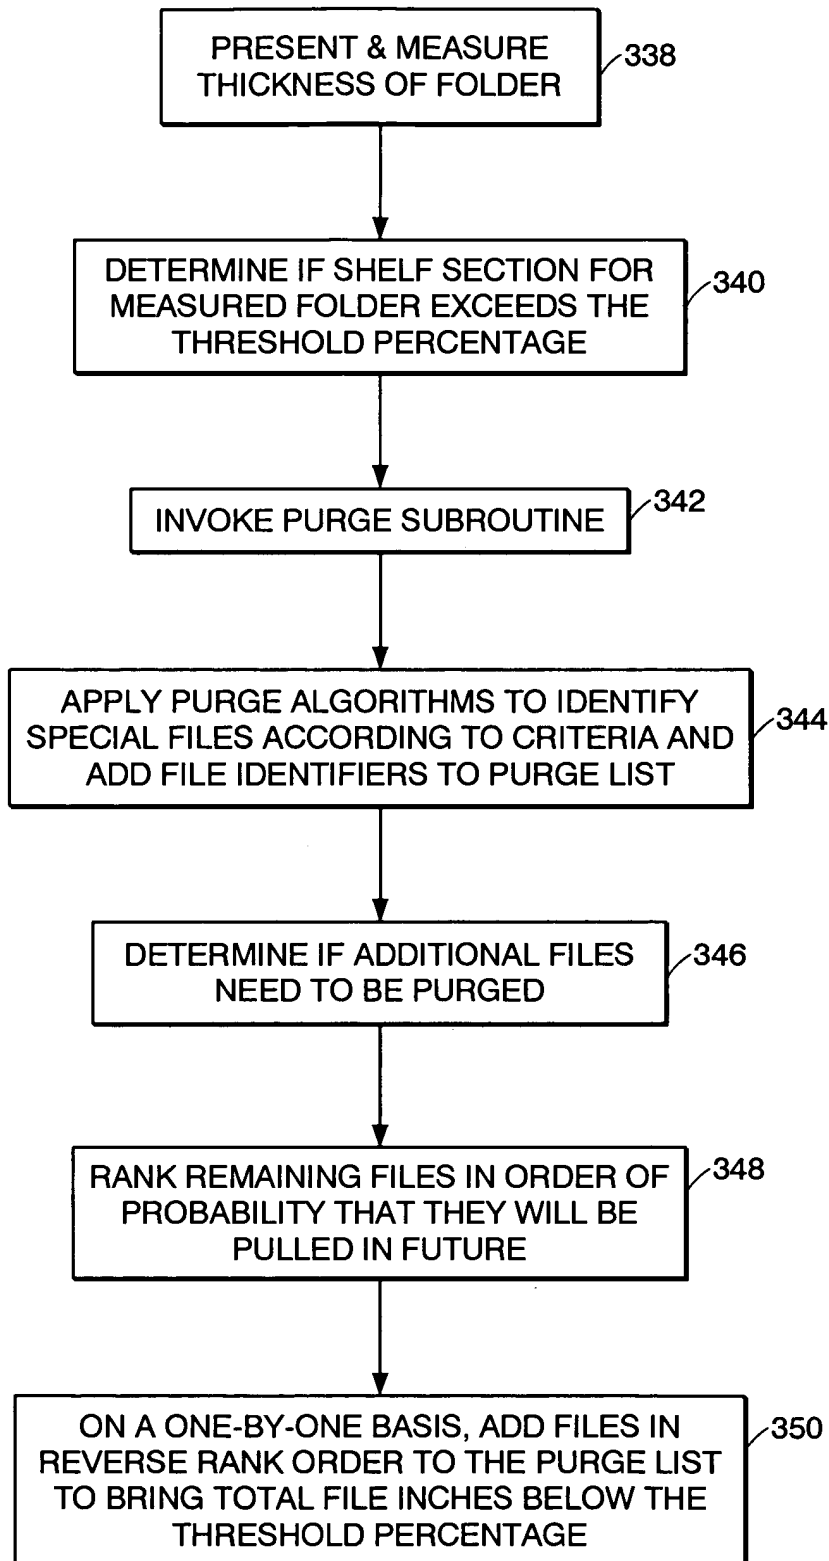 PRESENT & MEASURE
THICKNESS OF FOLDER
338
DETERMINE IF SHELF SECTION FOR
MEASURED FOLDER EXCEEDS THE
THRESHOLD PERCENTAGE
340
INVOKE PURGE SUBROUTINE
342
APPLY PURGE ALGORITHMS TO IDENTIFY
SPECIAL FILES ACCORDING TO CRITERIA AND
ADD FILE IDENTIFIERS TO PURGE LIST
344
DETERMINE IF ADDITIONAL FILES
NEED TO BE PURGED
346
RANK REMAINING FILES IN ORDER OF
PROBABILITY THAT THEY WILL BE
PULLED IN FUTURE
348
ON A ONE-BY-ONE BASIS, ADD FILES IN
REVERSE RANK ORDER TO THE PURGE LIST
TO BRING TOTAL FILE INCHES BELOW THE
THRESHOLD PERCENTAGE
350